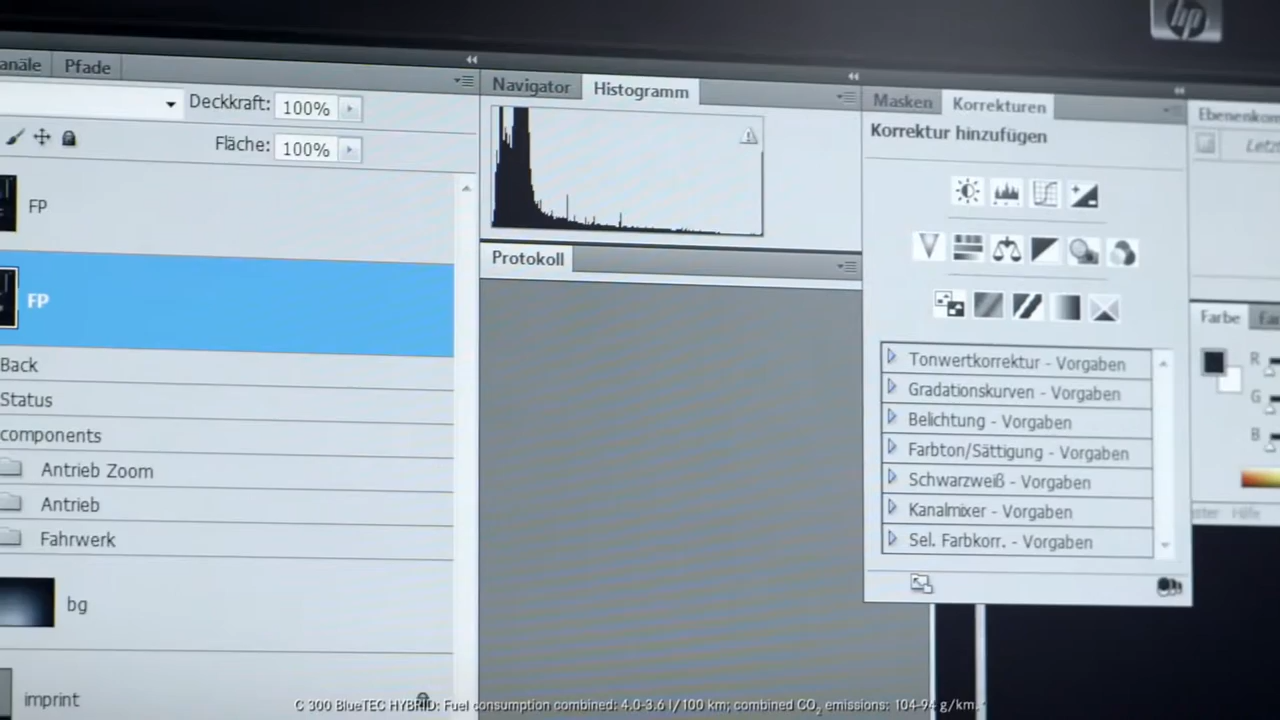 hp
Pfade
Deckkraft: 100%
Fläche: 100%
FP
FP
Back
Status
components
Antrieb Zoom
Antrieb
Fahrwerk
bg
imprint
Navigator
Histogramm
Protokoll
Masken
Korrekturen
Korrektur hinzufügen
Tonwertkorrektur - Vorgaben
Gradationskurven - Vorgaben
Belichtung - Vorgaben
Farbton/Sättigung - Vorgaben
Schwarzweiß - Vorgaben
Kanalmixer - Vorgaben
Sel. Farbkorr. - Vorgaben
Farbe
R
G
B
Hilfe
C 300 BlueTEC HYBRID: Fuel consumption combined: 4.0-3.6 l/100 km; combined CO₂ emissions: 104-94 g/km.